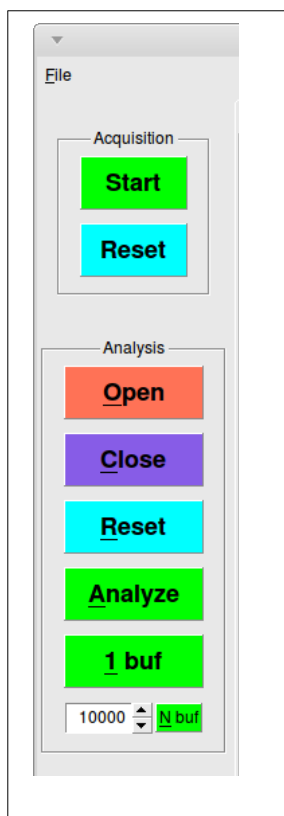 File
Acquisition
Start
Reset
Analysis
Open
Close
Reset
Analyze
1 buf
10000 N buf